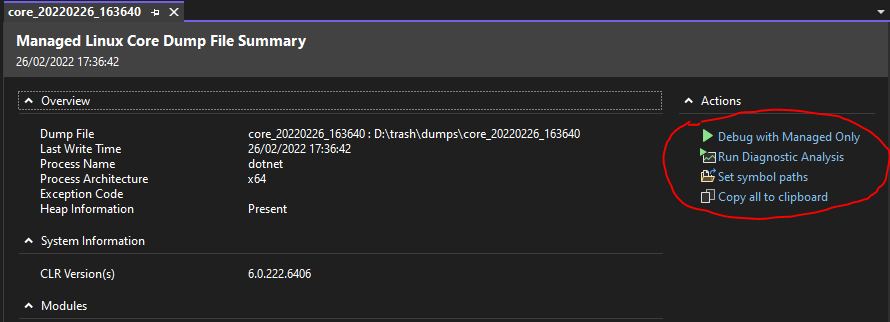 core_20220226_163640
Managed Linux Core Dump File Summary
26/02/2022 17:36:42
Overview
Dump File core_20220226_163640 : D:\trash\dumps\core_20220226_163640
Last Write Time 26/02/2022 17:36:42
Process Name dotnet
Process Architecture x64
Exception Code
Heap Information Present
System Information
CLR Version(s) 6.0.222.6406
Modules
Actions
Debug with Managed Only
Run Diagnostic Analysis
Set symbol paths
Copy all to clipboard